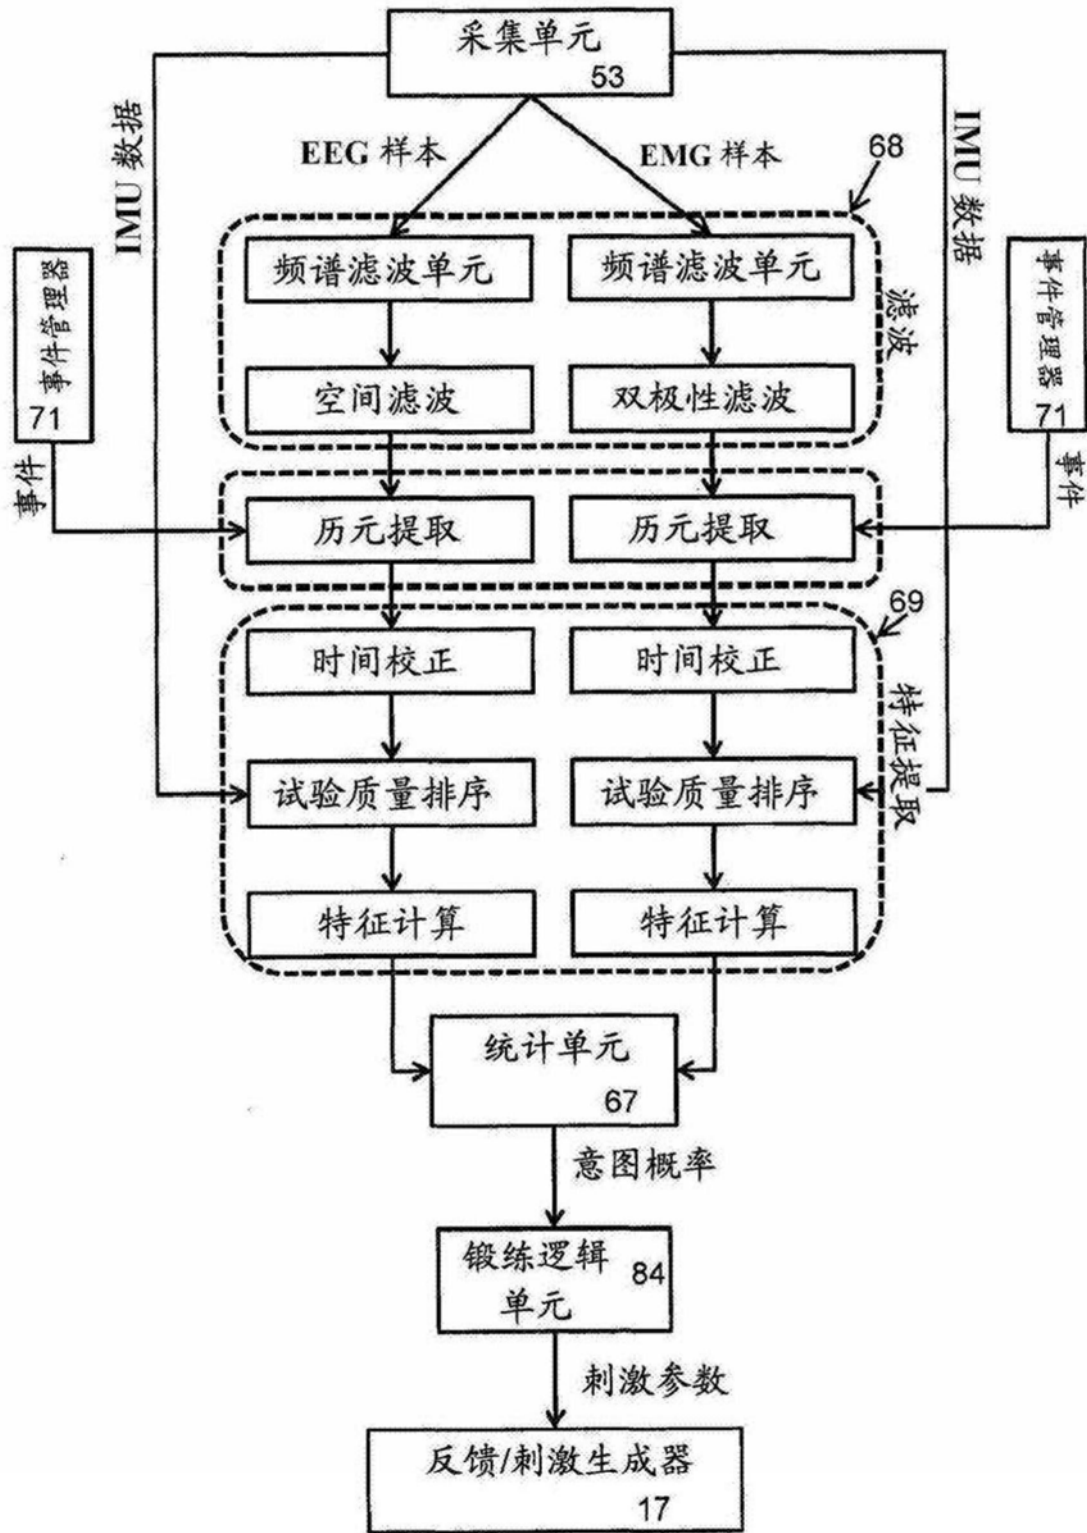 采集单元
53
IMU 数据
EEG 样本
EMG 样本
68
IMU 数据
频谱滤波单元
频谱滤波单元
滤波
事件管理器
71
事件管理器
71
空间滤波
双极性滤波
事件
事件
历元提取
历元提取
69
时间校正
时间校正
特征提取
试验质量排序
试验质量排序
特征计算
特征计算
统计单元
67
意图概率
锻练逻辑
单元
84
刺激参数
反馈/刺激生成器
17